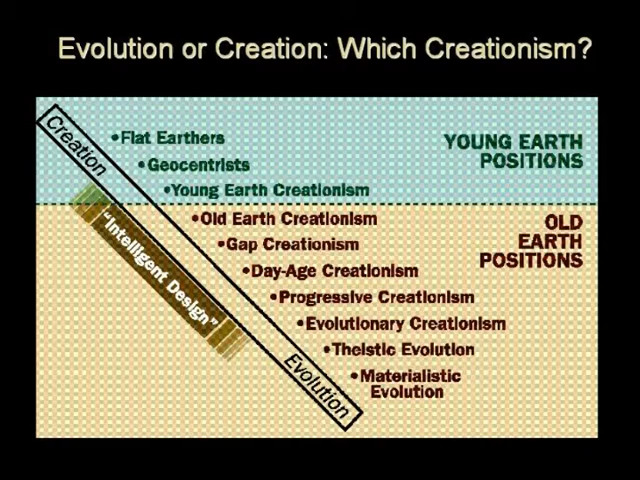 Evolution or Creation: Which Creationism?
Creation
•Flat Earthers
•Geocentrists
•Young Earth Creationism
YOUNG EARTH
POSITIONS
"Intelligent Design"
•Old Earth Creationism
•Gap Creationism
•Day-Age Creationism
•Progressive Creationism
•Evolutionary Creationism
•Theistic Evolution
•Materialistic
Evolution
OLD
EARTH
POSITIONS
Evolution